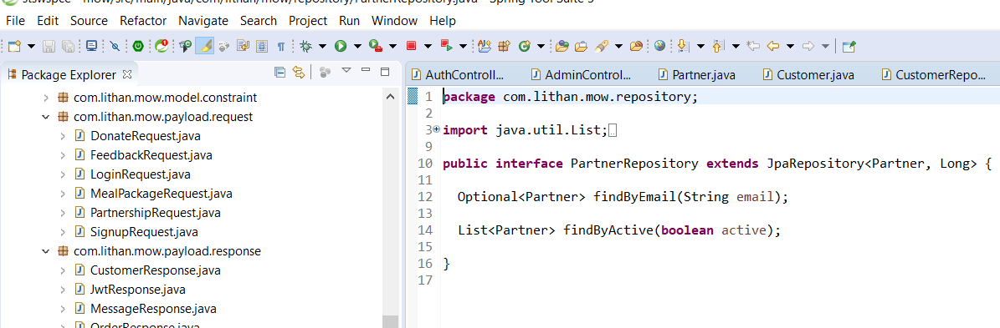 stswspce - mow/src/main/java/com/lithan/mow/repository/PartnerRepository.java - Spring Tool Suite 3
File Edit Source Refactor Navigate Search Project Run Window Help
Package Explorer
com.lithan.mow.model.constraint
com.lithan.mow.payload.request
DonateRequest.java
FeedbackRequest.java
LoginRequest.java
MealPackageRequest.java
PartnershipRequest.java
SignupRequest.java
com.lithan.mow.payload.response
CustomerResponse.java
JwtResponse.java
MessageResponse.java
OrderResponse.java
AuthControll... AdminControl... Partner.java Customer.java CustomerRepo...
1 package com.lithan.mow.repository;
2
3 import java.util.List;
9
10 public interface PartnerRepository extends JpaRepository<Partner, Long> {
11
12 Optional<Partner> findByEmail(String email);
13
14 List<Partner> findByActive(boolean active);
15
16 }
17